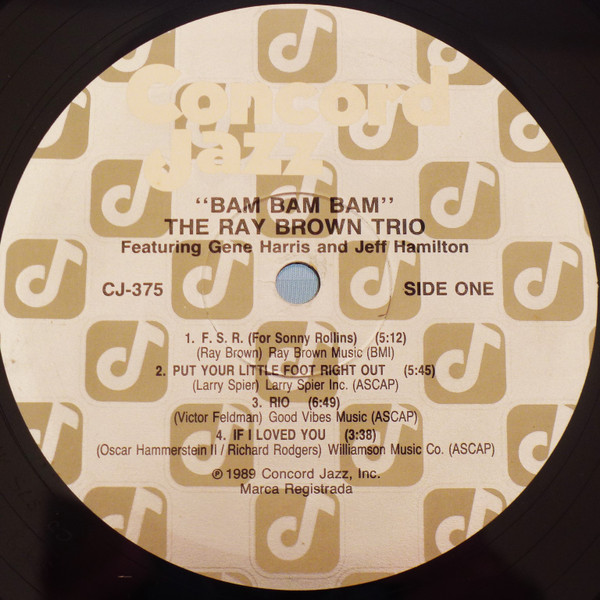 Concord
Jazz
"BAM BAM BAM"
THE RAY BROWN TRIO
Featuring Gene Harris and Jeff Hamilton
CJ-375 SIDE ONE
1. F. S. R. (For Sonny Rollins) (5:12)
(Ray Brown) Ray Brown Music (BMI)
2. PUT YOUR LITTLE FOOT RIGHT OUT (5:45)
(Larry Spier) Larry Spier Inc. (ASCAP)
3. RIO (6:49)
(Victor Feldman) Good Vibes Music (ASCAP)
4. IF I LOVED YOU (3:38)
(Oscar Hammerstein II / Richard Rodgers) Williamson Music Co. (ASCAP)
℗ 1989 Concord Jazz, Inc.
Marca Registrada